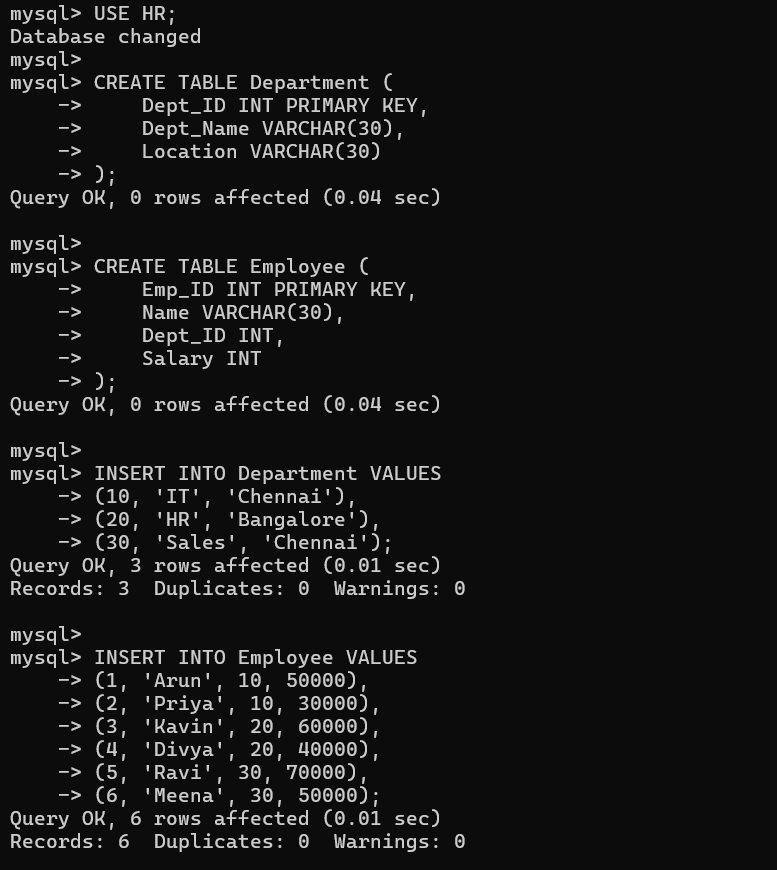 mysql> USE HR;
Database changed
mysql>
mysql> CREATE TABLE Department (
    ->     Dept_ID INT PRIMARY KEY,
    ->     Dept_Name VARCHAR(30),
    ->     Location VARCHAR(30)
    -> );
Query OK, 0 rows affected (0.04 sec)

mysql>
mysql> CREATE TABLE Employee (
    ->     Emp_ID INT PRIMARY KEY,
    ->     Name VARCHAR(30),
    ->     Dept_ID INT,
    ->     Salary INT
    -> );
Query OK, 0 rows affected (0.04 sec)

mysql>
mysql> INSERT INTO Department VALUES
    -> (10, 'IT', 'Chennai'),
    -> (20, 'HR', 'Bangalore'),
    -> (30, 'Sales', 'Chennai');
Query OK, 3 rows affected (0.01 sec)
Records: 3  Duplicates: 0  Warnings: 0

mysql>
mysql> INSERT INTO Employee VALUES
    -> (1, 'Arun', 10, 50000),
    -> (2, 'Priya', 10, 30000),
    -> (3, 'Kavin', 20, 60000),
    -> (4, 'Divya', 20, 40000),
    -> (5, 'Ravi', 30, 70000),
    -> (6, 'Meena', 30, 50000);
Query OK, 6 rows affected (0.01 sec)
Records: 6  Duplicates: 0  Warnings: 0